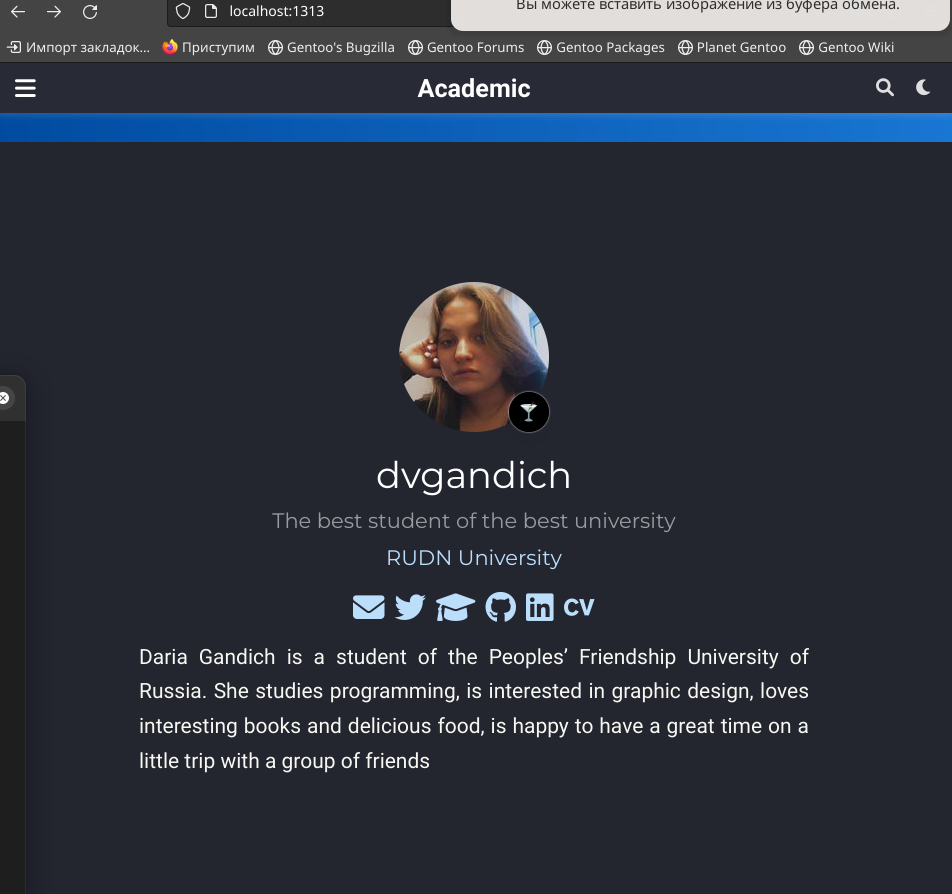 localhost:1313
Вы можете вставить изображение из буфера обмена.
Импорт закладок...
Приступим
Gentoo's Bugzilla
Gentoo Forums
Gentoo Packages
Planet Gentoo
Gentoo Wiki
Academic
dvgandich
The best student of the best university
RUDN University
CV
Daria Gandich is a student of the Peoples’ Friendship University of
Russia. She studies programming, is interested in graphic design, loves
interesting books and delicious food, is happy to have a great time on a
little trip with a group of friends